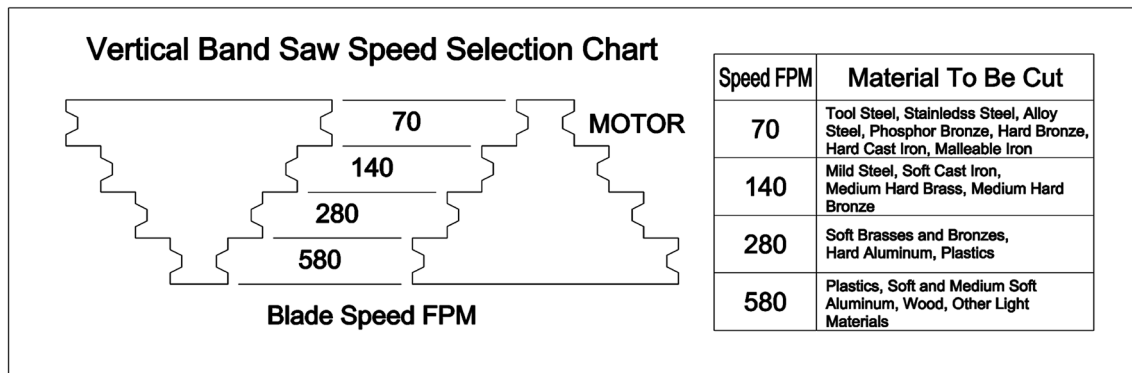 Vertical Band Saw Speed Selection Chart
70
MOTOR
140
280
580
Blade Speed FPM
Speed FPM
Material To Be Cut
70
Tool Steel, Stainledss Steel, Alloy
Steel, Phosphor Bronze, Hard Bronze,
Hard Cast Iron, Malleable Iron
140
Mild Steel, Soft Cast Iron,
Medium Hard Brass, Medium Hard
Bronze
280
Soft Brasses and Bronzes,
Hard Aluminum, Plastics
580
Plastics, Soft and Medium Soft
Aluminum, Wood, Other Light
Materials